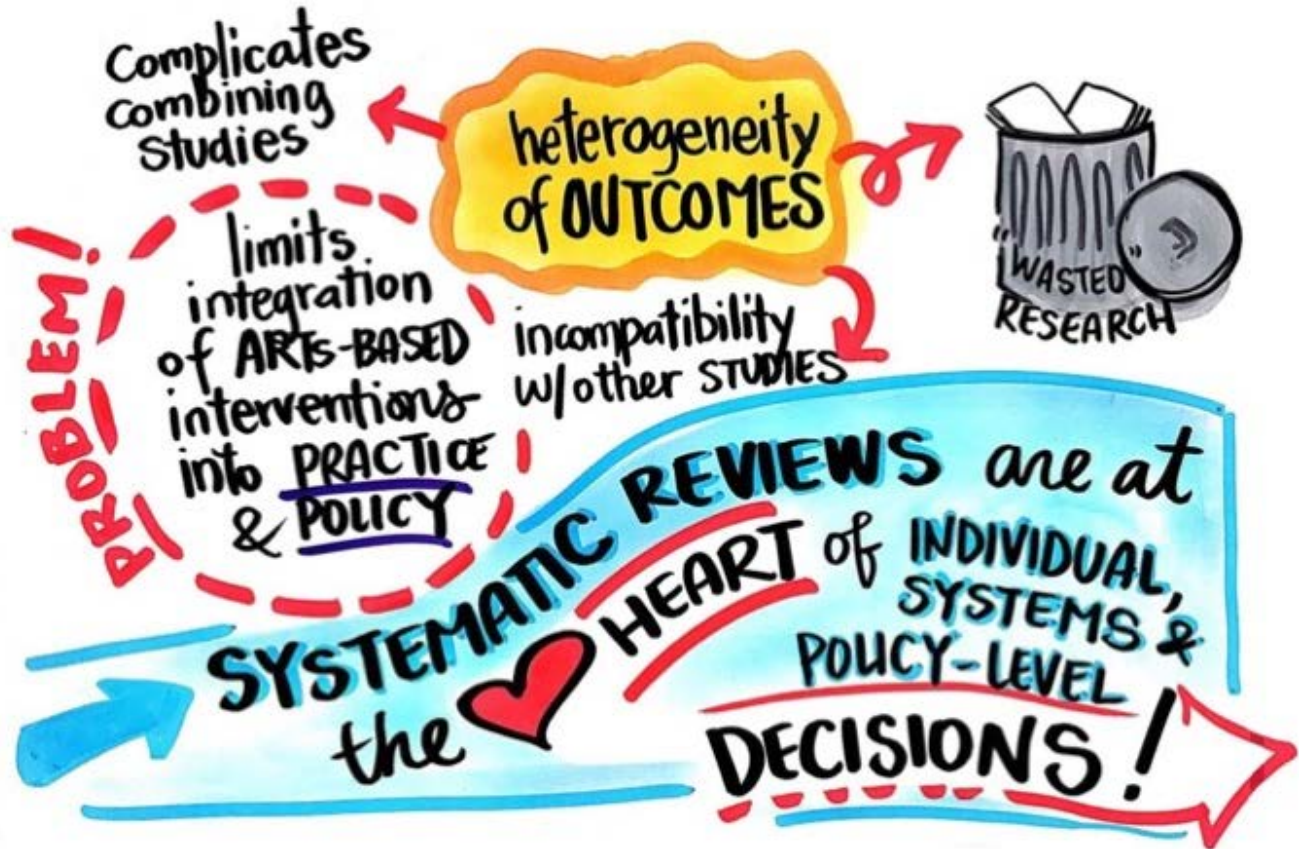 Complicates
combining
studies
heterogeneity
of OUTCOMES
"WASTED"
RESEARCH
PROBLEM!
limits
integration
of ARTS-BASED
interventions
into PRACTICE
& POLICY
incompatibility
w/other STUDIES
SYSTEMATIC REVIEWS are at
the HEART of INDIVIDUAL,
SYSTEMS &
POLICY-LEVEL
DECISIONS!